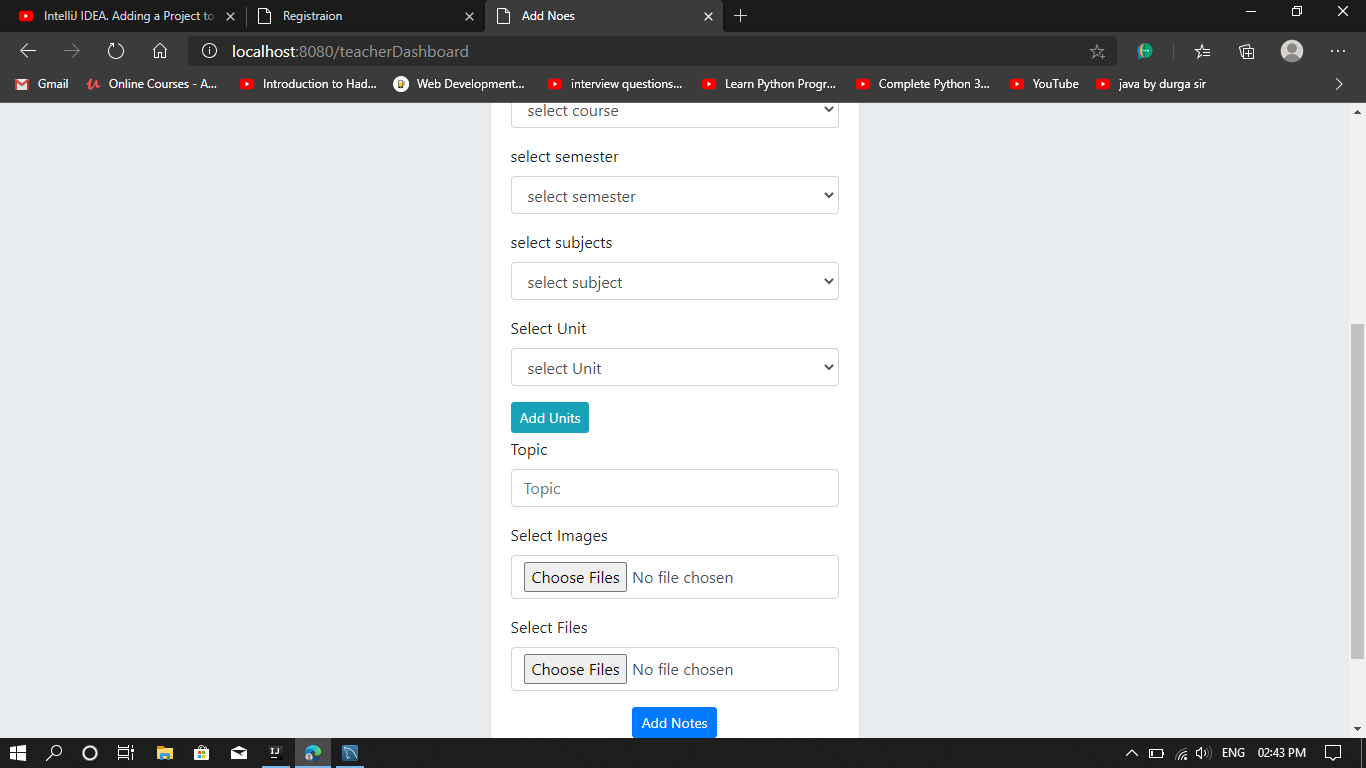 IntelliJ IDEA. Adding a Project to
Registraion
Add Noes
localhost:8080/teacherDashboard
Gmail
Online Courses - A...
Introduction to Had...
Web Development...
interview questions...
Learn Python Progr...
Complete Python 3...
YouTube
java by durga sir
select course
select semester
select semester
select subjects
select subject
Select Unit
select Unit
Add Units
Topic
Topic
Select Images
Choose Files No file chosen
Select Files
Choose Files No file chosen
Add Notes
IJ
ENG 02:43 PM